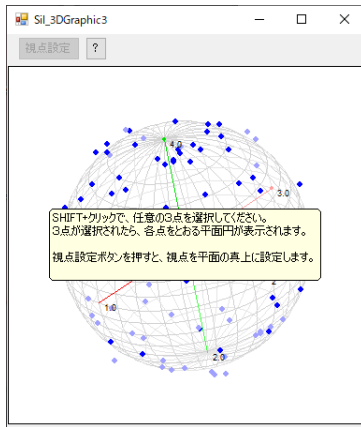 Sil_3DGraphic3
視点設定 ?
4.0
3.0
SHIFT+クリックで、任意の3点を選択してください。
3点が選択されたら、各点をとおる平面円が表示されます。
視点設定ボタンを押すと、視点を平面の真上に設定します。
2
1.0
2.0